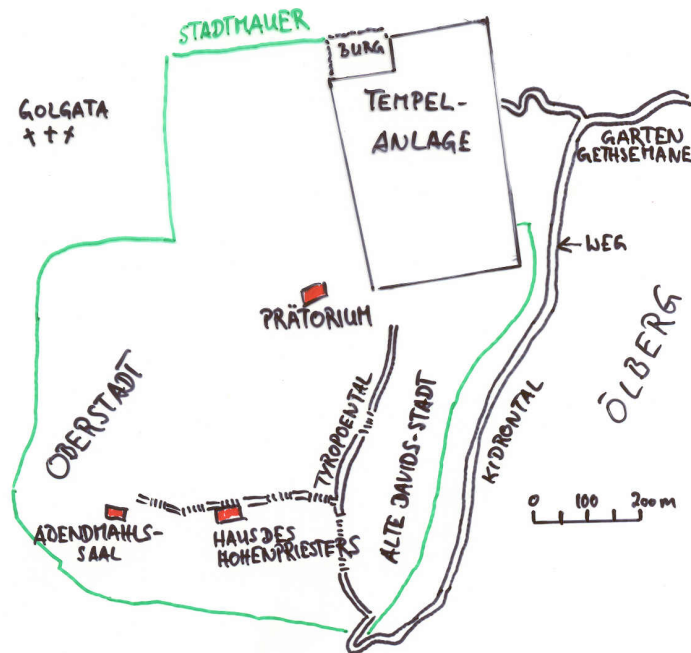 STADTMAUER
BURG
GOLGATA
TEMPEL-
ANLAGE
GARTEN
GETHSEMANE
WEG
PRÄTORIUM
ÖLBERG
OBERSTADT
TYROPOENTAL
ALTE DAVIDS-STADT
KIDRONTAL
0 100 200m
ABENDMAHLS-
SAAL
HAUS DES
HOHENPRIESTERS